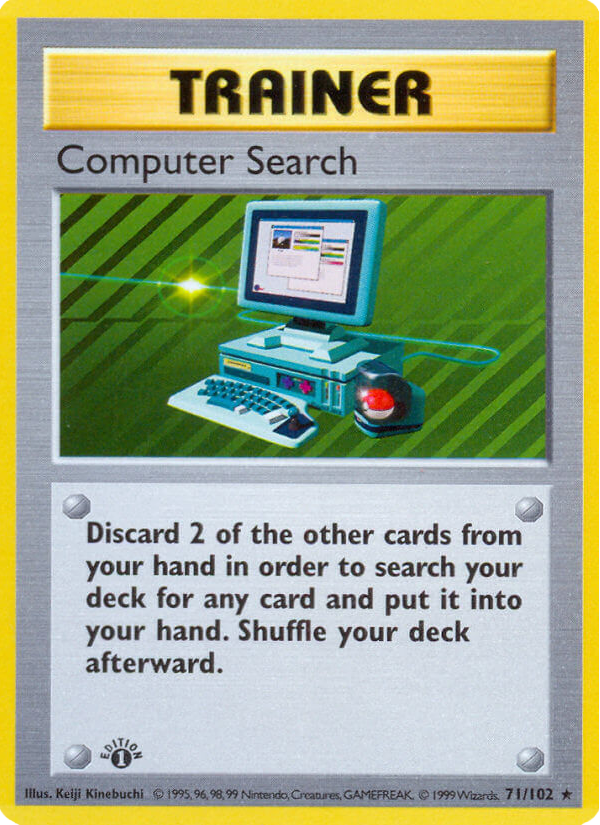 TRAINER
Computer Search
Discard 2 of the other cards from
your hand in order to search your
deck for any card and put it into
your hand. Shuffle your deck
afterward.
EDITION
1
Illus. Keiji Kinebuchi © 1995, 96, 98, 99 Nintendo, Creatures, GAMEFREAK. © 1999 Wizards. 71/102 ★